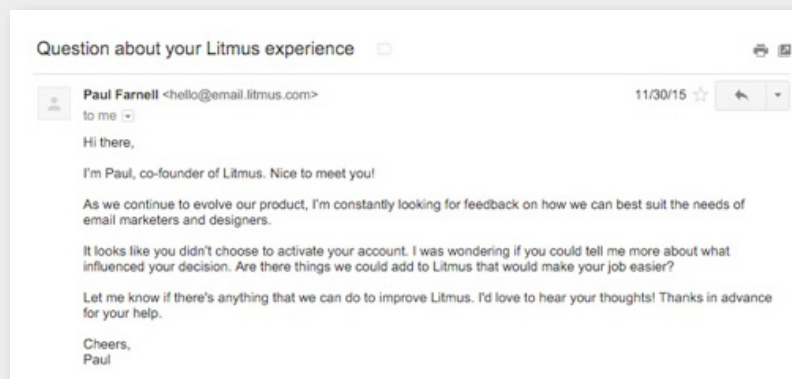 Question about your Litmus experience
Paul Farnell <hello@email.litmus.com>
11/30/15
to me
Hi there,
I'm Paul, co-founder of Litmus. Nice to meet you!
As we continue to evolve our product, I'm constantly looking for feedback on how we can best suit the needs of
email marketers and designers.
It looks like you didn't choose to activate your account. I was wondering if you could tell me more about what
influenced your decision. Are there things we could add to Litmus that would make your job easier?
Let me know if there's anything that we can do to improve Litmus. I'd love to hear your thoughts! Thanks in advance
for your help.
Cheers,
Paul